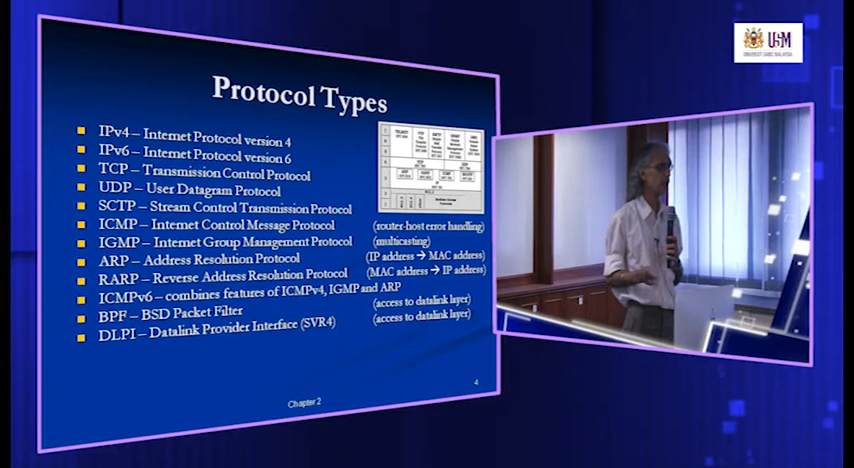 USM
UNIVERSITI SAINS MALAYSIA
Protocol Types
IPv4 – Internet Protocol version 4
IPv6 – Internet Protocol version 6
TCP – Transmission Control Protocol
UDP – User Datagram Protocol
SCTP – Stream Control Transmission Protocol
ICMP – Internet Control Message Protocol (router-host error handling)
IGMP – Internet Group Management Protocol (multicasting)
ARP – Address Resolution Protocol (IP address → MAC address)
RARP – Reverse Address Resolution Protocol (MAC address → IP address)
ICMPv6 – combines features of ICMPv4, IGMP and ARP
BPF – BSD Packet Filter (access to datalink layer)
DLPI – Datalink Provider Interface (SVR4) (access to datalink layer)
Chapter 2
4